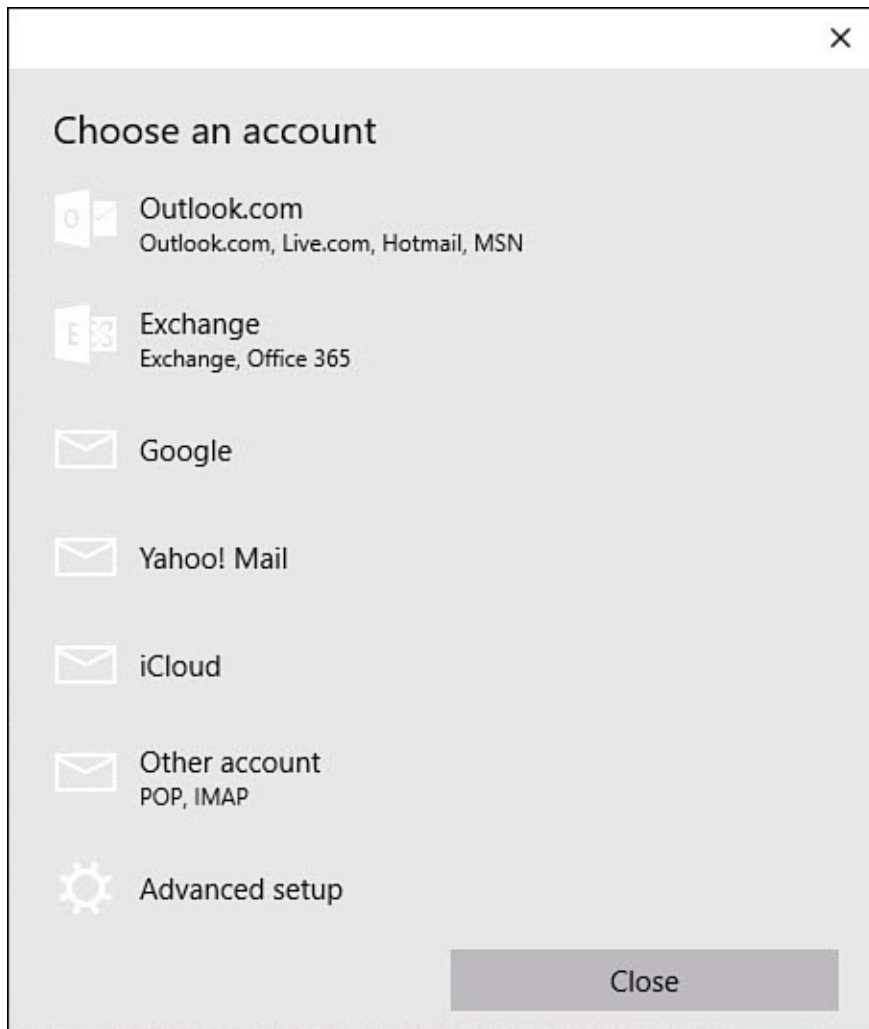 Choose an account
O
Outlook.com
Outlook.com, Live.com, Hotmail, MSN
E
Exchange
Exchange, Office 365
Google
Yahoo! Mail
iCloud
Other account
POP, IMAP
Advanced setup
Close